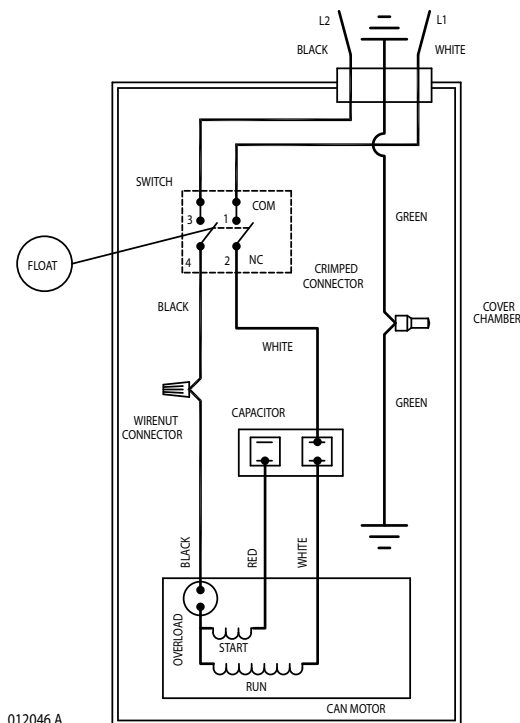 L2
L1
BLACK
WHITE
SWITCH
COM
3
1
GREEN
FLOAT
4
2
NC
CRIMPED
CONNECTOR
BLACK
COVER
CHAMBER
WHITE
WIRENUT
CONNECTOR
CAPACITOR
GREEN
BLACK
RED
WHITE
OVERLOAD
START
RUN
CAN MOTOR
012046 A